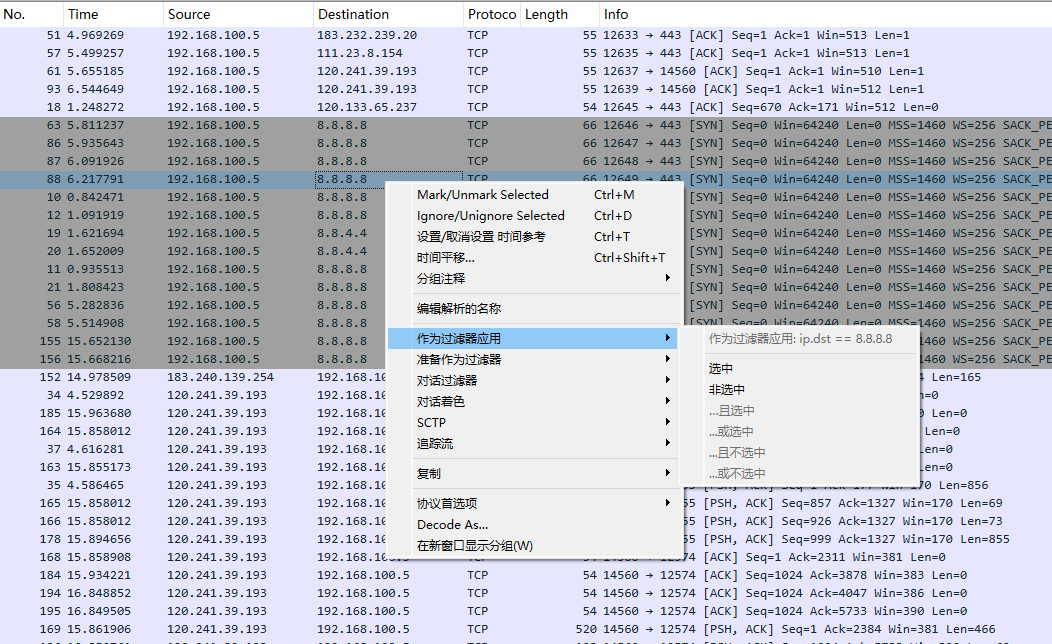 No. Time Source Destination Protoco Length Info
51 4.969269 192.168.100.5 183.232.239.20 TCP 55 12633 → 443 [ACK] Seq=1 Ack=1 Win=513 Len=1
57 5.499257 192.168.100.5 111.23.8.154 TCP 55 12635 → 443 [ACK] Seq=1 Ack=1 Win=513 Len=1
61 5.655185 192.168.100.5 120.241.39.193 TCP 55 12637 → 14560 [ACK] Seq=1 Ack=1 Win=510 Len=1
93 6.544649 192.168.100.5 120.241.39.193 TCP 55 12639 → 14560 [ACK] Seq=1 Ack=1 Win=512 Len=1
18 1.248272 192.168.100.5 120.133.65.237 TCP 54 12645 → 443 [ACK] Seq=670 Ack=171 Win=512 Len=0
63 5.811237 192.168.100.5 8.8.8.8 TCP 66 12646 → 443 [SYN] Seq=0 Win=64240 Len=0 MSS=1460 WS=256 SACK_PE
86 5.935643 192.168.100.5 8.8.8.8 TCP 66 12647 → 443 [SYN] Seq=0 Win=64240 Len=0 MSS=1460 WS=256 SACK_PE
87 6.091926 192.168.100.5 8.8.8.8 TCP 66 12648 → 443 [SYN] Seq=0 Win=64240 Len=0 MSS=1460 WS=256 SACK_PE
88 6.217791 192.168.100.5 8.8.8.8 TCP 66 12649 → 443 [SYN] Seq=0 Win=64240 Len=0 MSS=1460 WS=256 SACK_PE
10 0.842471 192.168.100.5 8.8.8.8 [SYN] Seq=0 Win=64240 Len=0 MSS=1460 WS=256 SACK_PE
12 1.091919 192.168.100.5 8.8.8.8 [SYN] Seq=0 Win=64240 Len=0 MSS=1460 WS=256 SACK_PE
19 1.621694 192.168.100.5 8.8.4.4 [SYN] Seq=0 Win=64240 Len=0 MSS=1460 WS=256 SACK_PE
20 1.652009 192.168.100.5 8.8.4.4 [SYN] Seq=0 Win=64240 Len=0 MSS=1460 WS=256 SACK_PE
11 0.935513 192.168.100.5 8.8.8.8 [SYN] Seq=0 Win=64240 Len=0 MSS=1460 WS=256 SACK_PE
21 1.808423 192.168.100.5 8.8.8.8 [SYN] Seq=0 Win=64240 Len=0 MSS=1460 WS=256 SACK_PE
56 5.282836 192.168.100.5 8.8.8.8 [SYN] Seq=0 Win=64240 Len=0 MSS=1460 WS=256 SACK_PE
58 5.514908 192.168.100.5 8.8.8.8 [SYN] Seq=0 Win=64240 Len=0 MSS=1460 WS=256 SACK_PE
155 15.652130 192.168.100.5 8.8.8.8 460 WS=256 SACK_PE
156 15.668216 192.168.100.5 8.8.8.8 460 WS=256 SACK_PE
152 14.978509 183.240.139.254 192.168.10 4 Len=165
34 4.529892 120.241.39.193 192.168.10 0 Len=0
185 15.963680 120.241.39.193 192.168.10 0 Len=0
164 15.858012 120.241.39.193 192.168.10 Len=0
37 4.616281 120.241.39.193 192.168.10 0 Len=0
163 15.855173 120.241.39.193 192.168.10 0 Len=0
35 4.586465 120.241.39.193 192.168.10 55 [PSH, ACK] Seq=1 Ack=1 Win=170 Len=856
165 15.858012 120.241.39.193 192.168.10 55 [PSH, ACK] Seq=857 Ack=1327 Win=170 Len=69
166 15.858012 120.241.39.193 192.168.10 55 [PSH, ACK] Seq=926 Ack=1327 Win=170 Len=73
178 15.894656 120.241.39.193 192.168.10 55 [PSH, ACK] Seq=999 Ack=1327 Win=170 Len=855
168 15.858908 120.241.39.193 192.168.100.5 TCP 54 14560 → 12574 [ACK] Seq=1 Ack=2311 Win=381 Len=0
184 15.934221 120.241.39.193 192.168.100.5 TCP 54 14560 → 12574 [ACK] Seq=1024 Ack=3878 Win=383 Len=0
194 16.848852 120.241.39.193 192.168.100.5 TCP 54 14560 → 12574 [ACK] Seq=1024 Ack=4047 Win=386 Len=0
195 16.849505 120.241.39.193 192.168.100.5 TCP 54 14560 → 12574 [ACK] Seq=1024 Ack=5733 Win=390 Len=0
169 15.861906 120.241.39.193 192.168.100.5 TCP 520 14560 → 12574 [PSH, ACK] Seq=1 Ack=2384 Win=381 Len=466
Mark/Unmark Selected Ctrl+M
Ignore/Unignore Selected Ctrl+D
设置/取消设置 时间参考 Ctrl+T
时间平移... Ctrl+Shift+T
分组注释
编辑解析的名称
作为过滤器应用
准备作为过滤器
对话过滤器
对话着色
SCTP
追踪流
复制
协议首选项
Decode As...
在新窗口显示分组(W)
作为过滤器应用: ip.dst == 8.8.8.8
选中
非选中
...且选中
...或选中
...且不选中
...或不选中